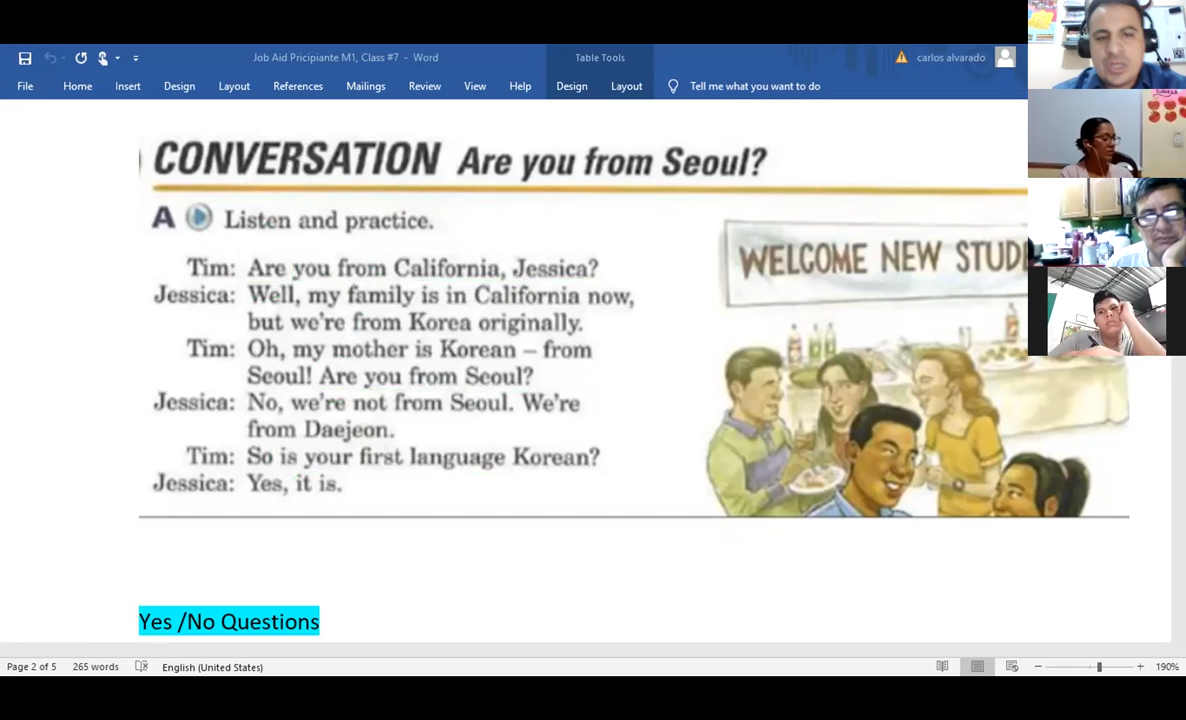 Job Aid Pricipiante M1, Class #7 - Word
Table Tools
carlos alvarado
File Home Insert Design Layout References Mailings Review View Help Design Layout Tell me what you want to do
CONVERSATION Are you from Seoul?
A Listen and practice.
Tim: Are you from California, Jessica?
Jessica: Well, my family is in California now,
but we're from Korea originally.
Tim: Oh, my mother is Korean – from
Seoul! Are you from Seoul?
Jessica: No, we're not from Seoul. We're
from Daejeon.
Tim: So is your first language Korean?
Jessica: Yes, it is.
WELCOME NEW STUD
Yes /No Questions
Page 2 of 5 265 words English (United States) 190%